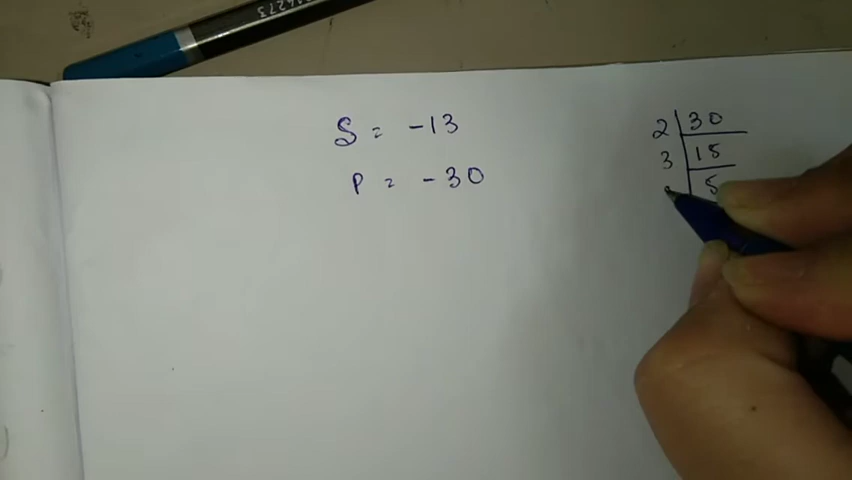 S = -13
P = -30
2 | 30
3 | 15
5